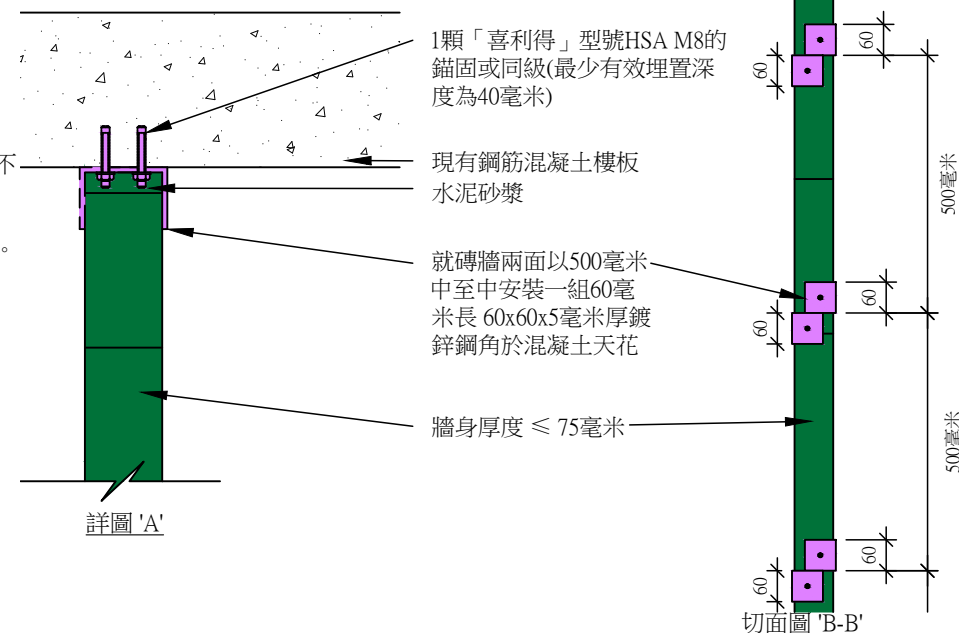 1顆「喜利得」型號HSA M8的
錨固或同級(最少有效埋置深
度為40毫米)
不
現有鋼筋混凝土樓板
水泥砂漿
。
就磚牆兩面以500毫米
中至中安裝一組60毫
米長 60x60x5毫米厚鍍
鋅鋼角於混凝土天花
牆身厚度 ≤ 75毫米
詳圖 'A'
60
60
500毫米
60
60
500毫米
60
60
切面圖 'B-B'